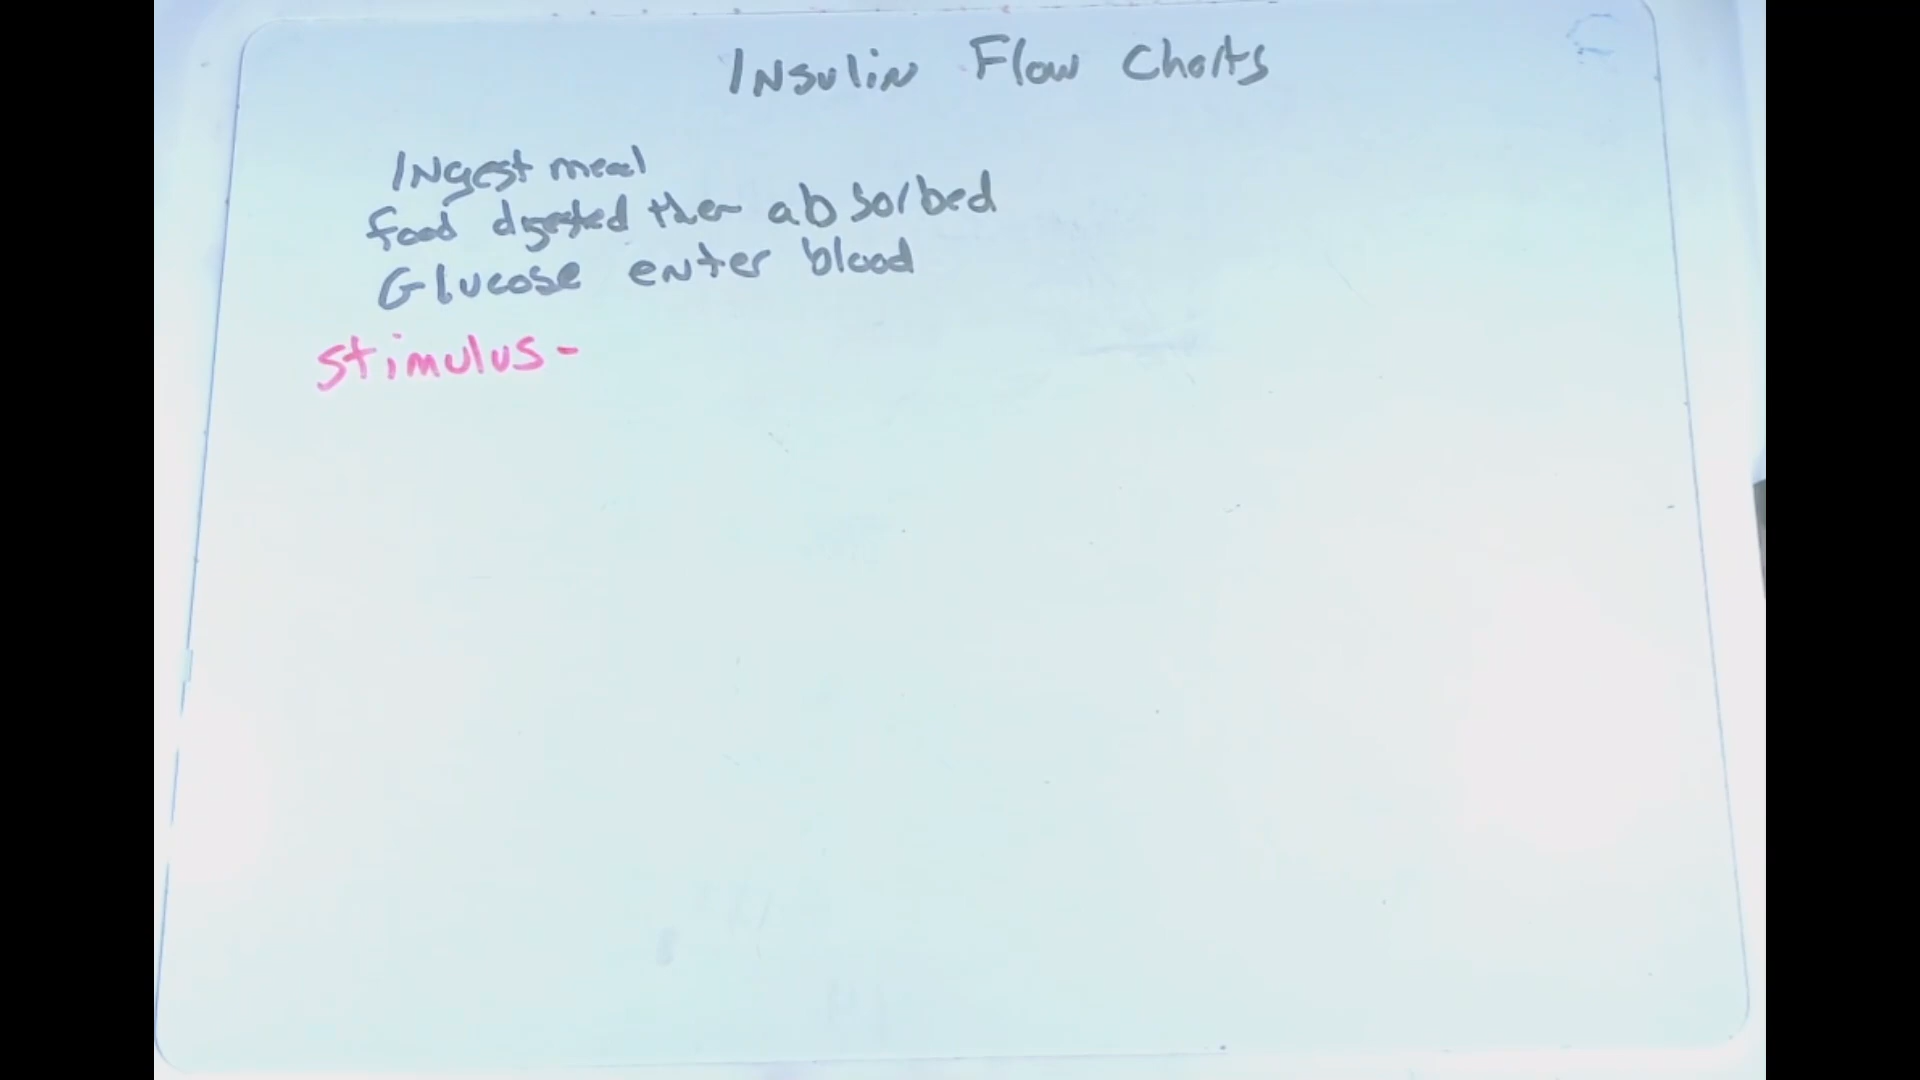 Insulin Flow Charts
Ingest meal
food digested then absorbed
Glucose enter blood
Stimulus -